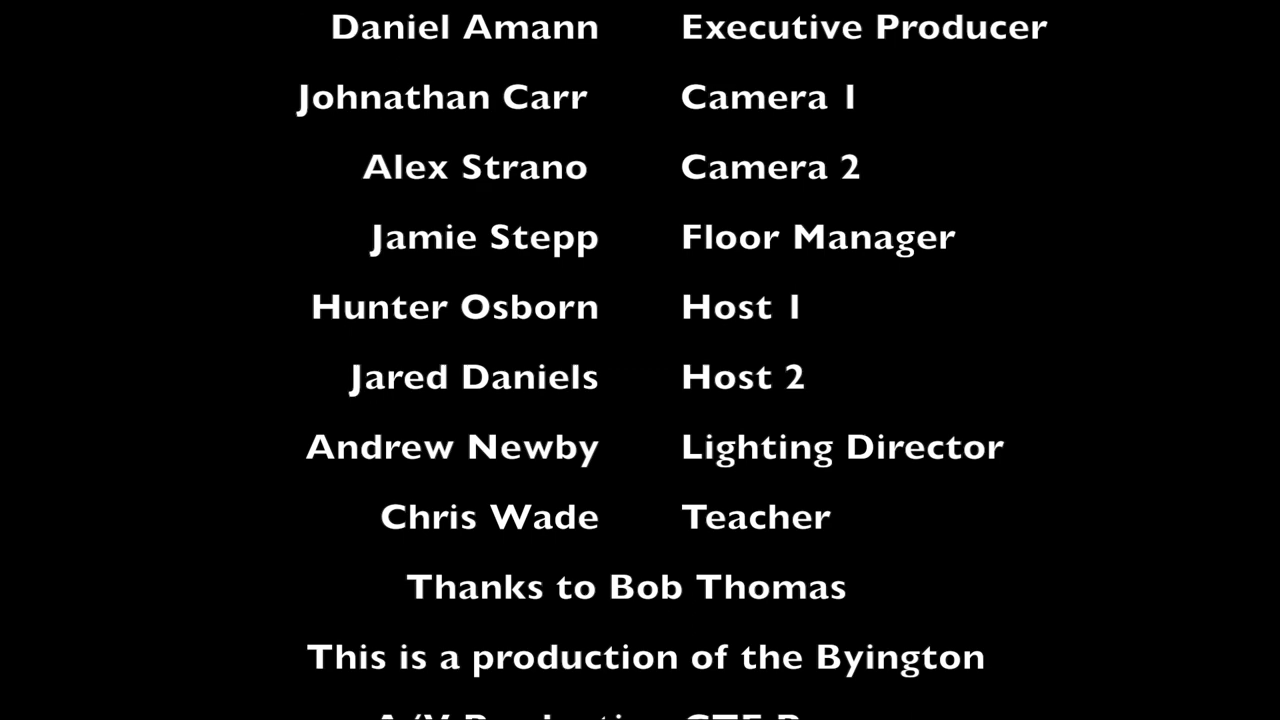 Daniel Amann Executive Producer
Johnathan Carr Camera 1
Alex Strano Camera 2
Jamie Stepp Floor Manager
Hunter Osborn Host 1
Jared Daniels Host 2
Andrew Newby Lighting Director
Chris Wade Teacher
Thanks to Bob Thomas
This is a production of the Byington